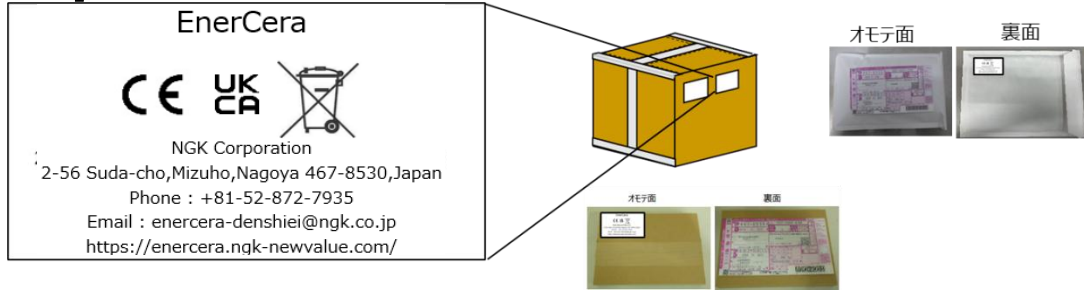 EnerCera
CE UK CA
NGK Corporation
2-56 Suda-cho,Mizuho,Nagoya 467-8530,Japan
Phone : +81-52-872-7935
Email : enercera-denshiei@ngk.co.jp
https://enercera.ngk-newvalue.com/
オモテ面
裏面
オモテ面
裏面